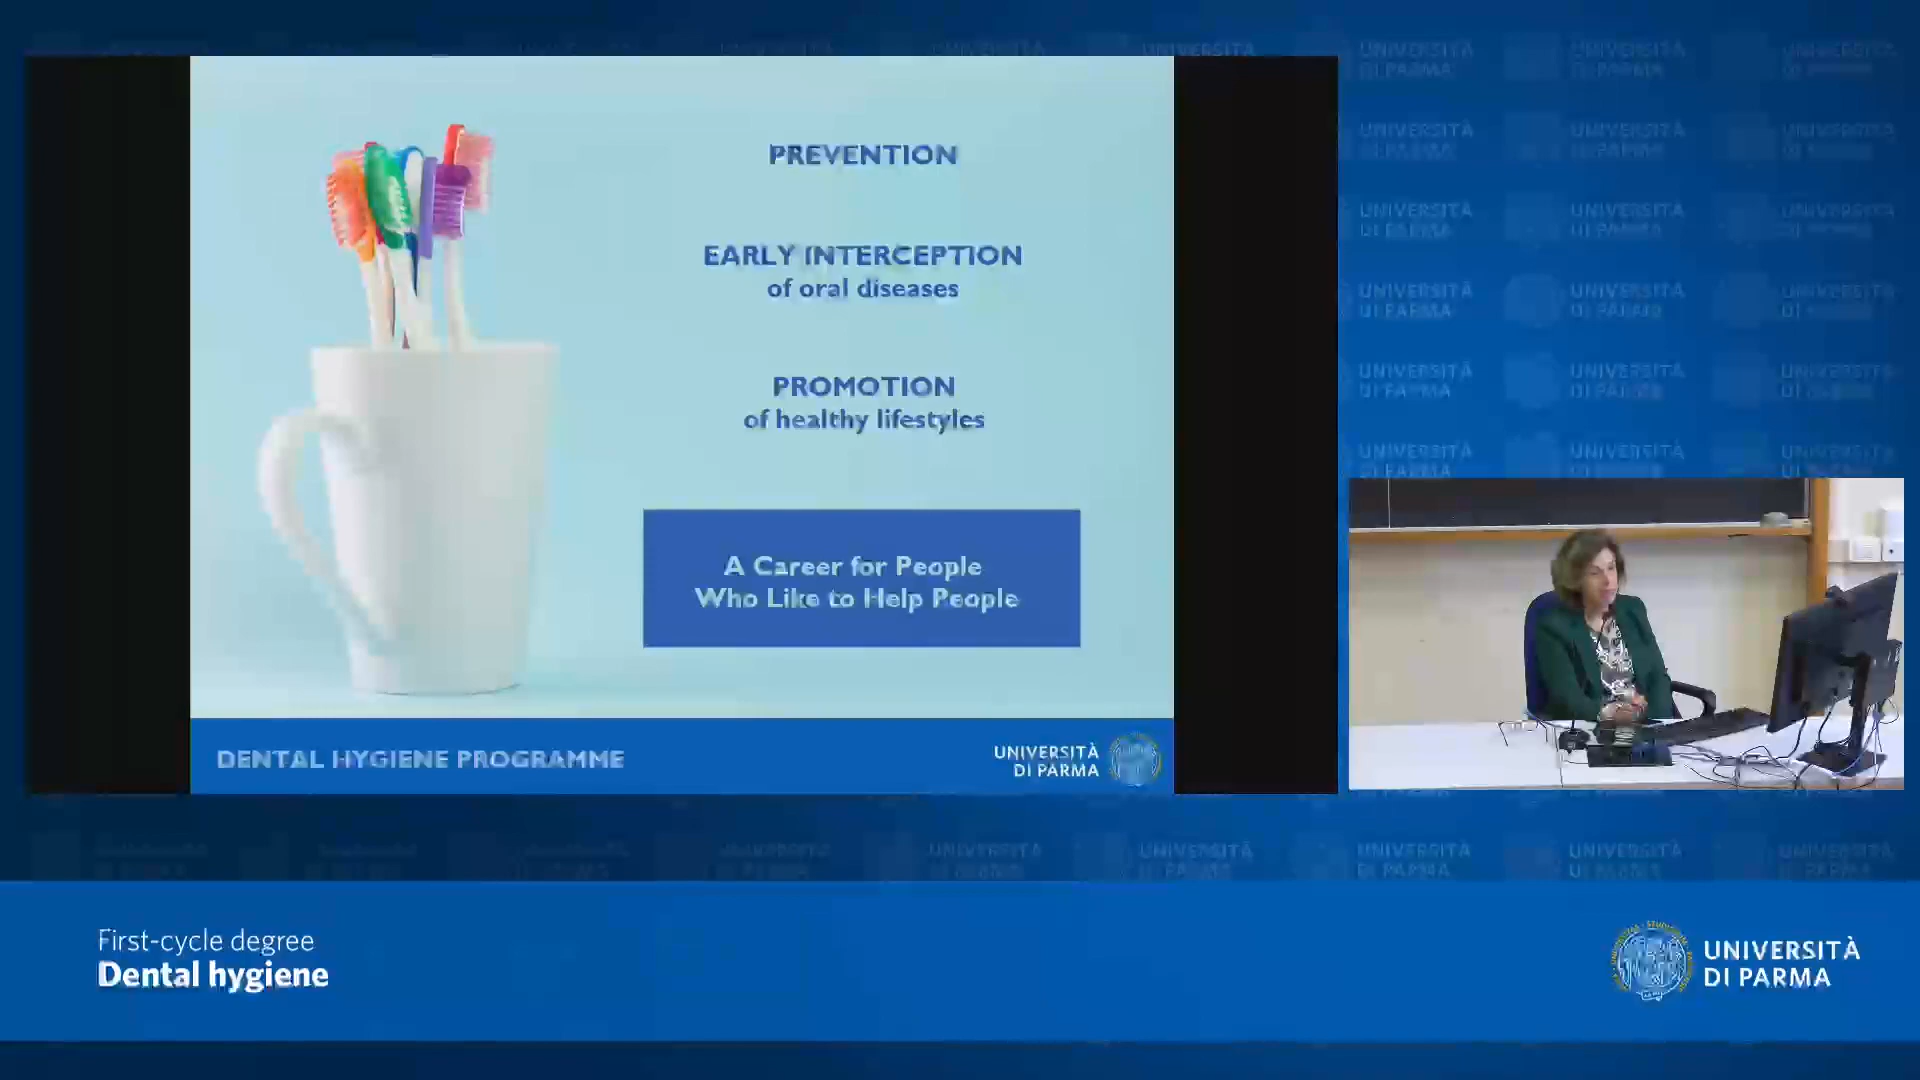 PREVENTION
EARLY INTERCEPTION
of oral diseases
PROMOTION
of healthy lifestyles
A Career for People
Who Like to Help People
DENTAL HYGIENE PROGRAMME
UNIVERSITÀ
DI PARMA
First-cycle degree
Dental hygiene
UNIVERSITÀ
DI PARMA